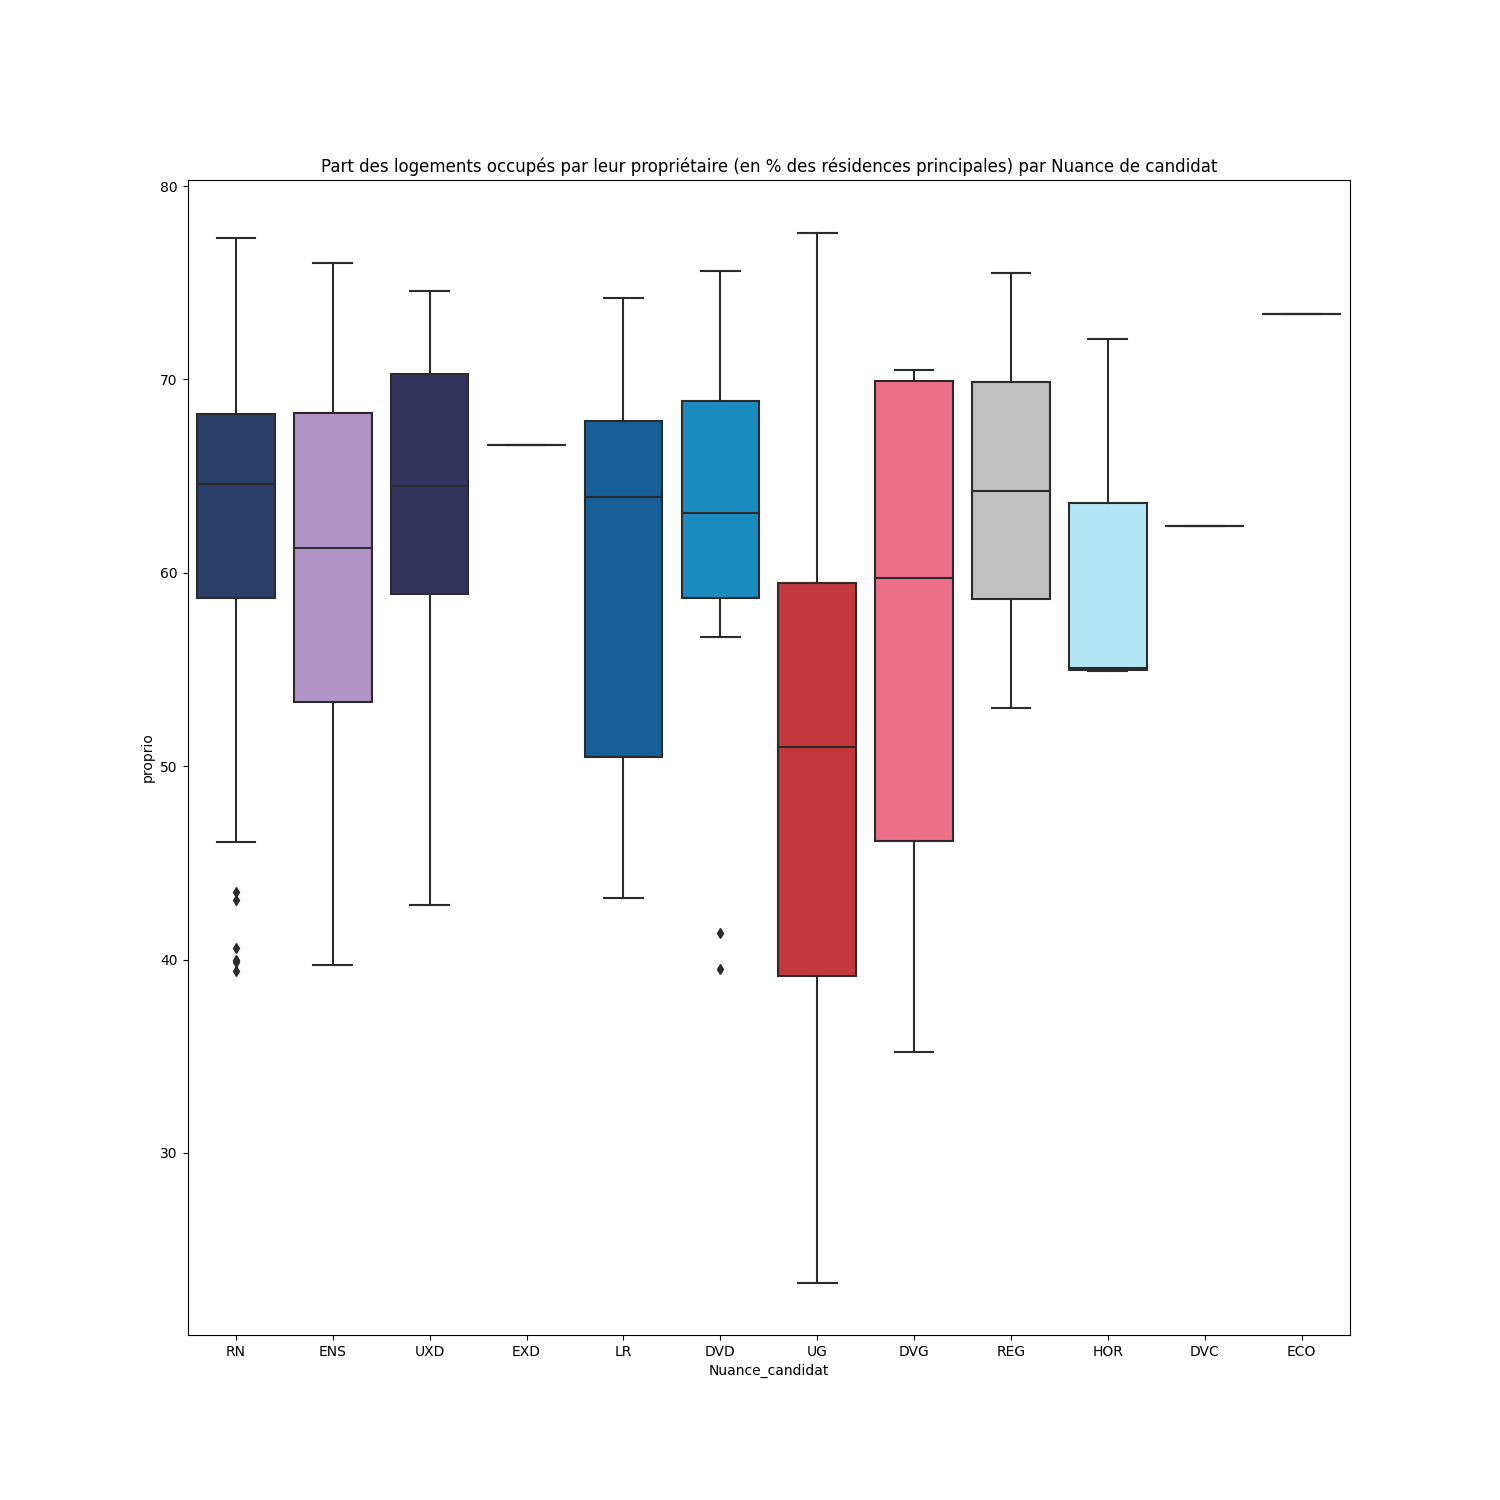 Part des logements occupés par leur propriétaire (en % des résidences principales) par Nuance de candidat
80
70
60
50
40
30
proprio
RN ENS UXD EXD LR DVD UG DVG REG HOR DVC ECO
Nuance_candidat